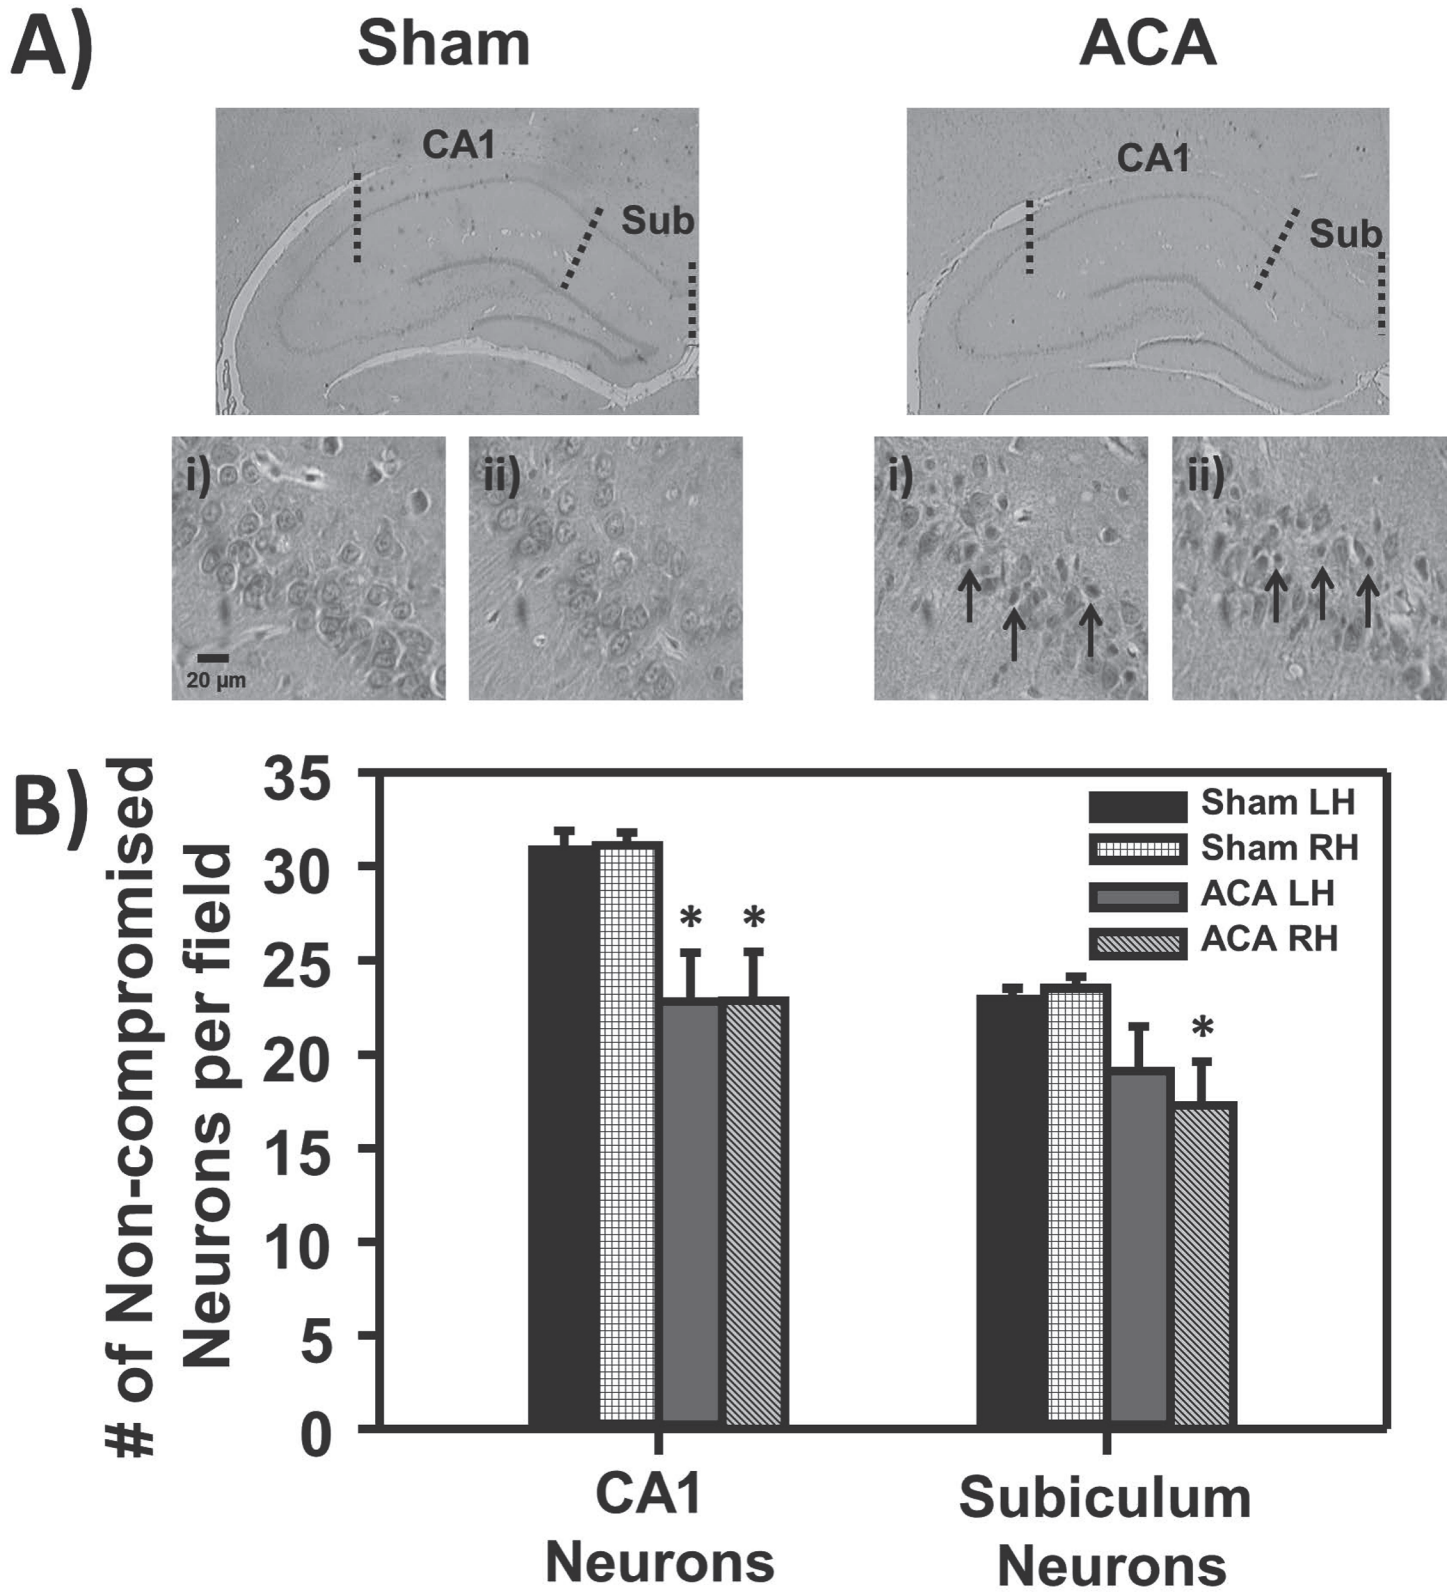 A)
Sham
ACA
CA1
Sub
CA1
Sub
i)
ii)
i)
ii)
20 µm
B)
# of Non-compromised
Neurons per field
35
30
25
20
15
10
5
0
* *
*
Sham LH
Sham RH
ACA LH
ACA RH
CA1
Neurons
Subiculum
Neurons